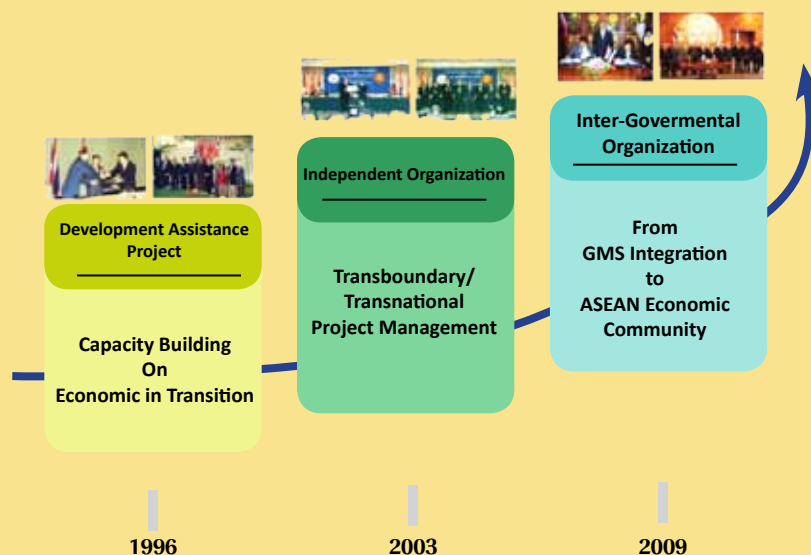 Development Assistance
Project
Capacity Building
On
Economic in Transition
1996
Independent Organization
Transboundary/
Transnational
Project Management
2003
Inter-Govermental
Organization
From
GMS Integration
to
ASEAN Economic
Community
2009